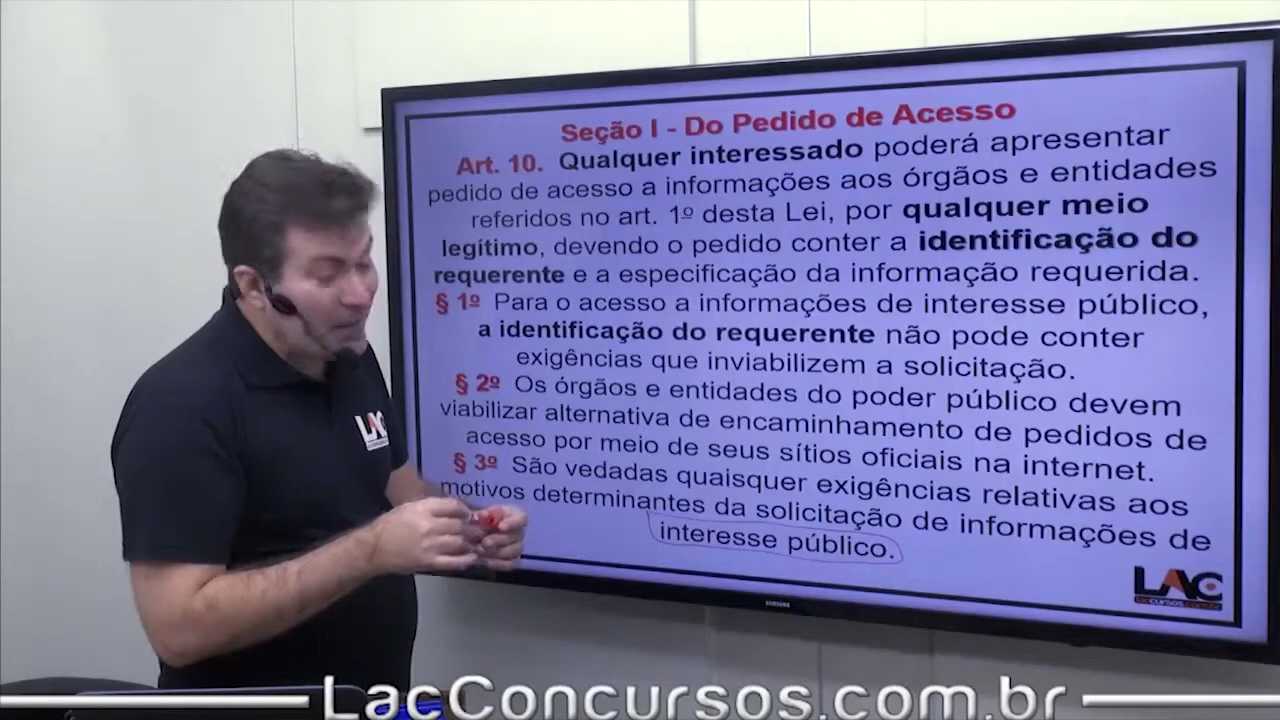 Seção I - Do Pedido de Acesso
Art. 10. Qualquer interessado poderá apresentar
pedido de acesso a informações aos órgãos e entidades
referidos no art. 1º desta Lei, por qualquer meio
legítimo, devendo o pedido conter a identificação do
requerente e a especificação da informação requerida.
§ 1º Para o acesso a informações de interesse público,
a identificação do requerente não pode conter
exigências que inviabilizem a solicitação.
§ 2º Os órgãos e entidades do poder público devem
viabilizar alternativa de encaminhamento de pedidos de
acesso por meio de seus sítios oficiais na internet.
§ 3º São vedadas quaisquer exigências relativas aos
motivos determinantes da solicitação de informações de
interesse público.
LAC
lacconcursos.com.br
SAMSUNG
LAC
LacConcursos.com.br